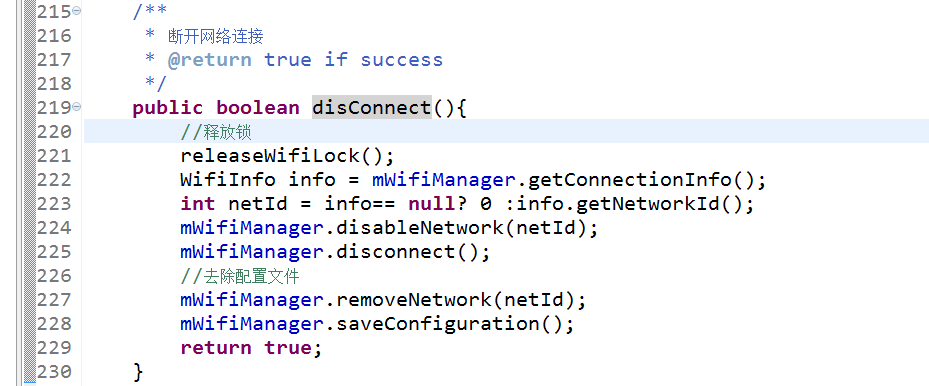 215 /**
216  * 断开网络连接
217  * @return true if success
218  */
219 public boolean disConnect(){
220     //释放锁
221     releaseWifiLock();
222     WifiInfo info = mWifiManager.getConnectionInfo();
223     int netId = info== null? 0 :info.getNetworkId();
224     mWifiManager.disableNetwork(netId);
225     mWifiManager.disconnect();
226     //去除配置文件
227     mWifiManager.removeNetwork(netId);
228     mWifiManager.saveConfiguration();
229     return true;
230 }